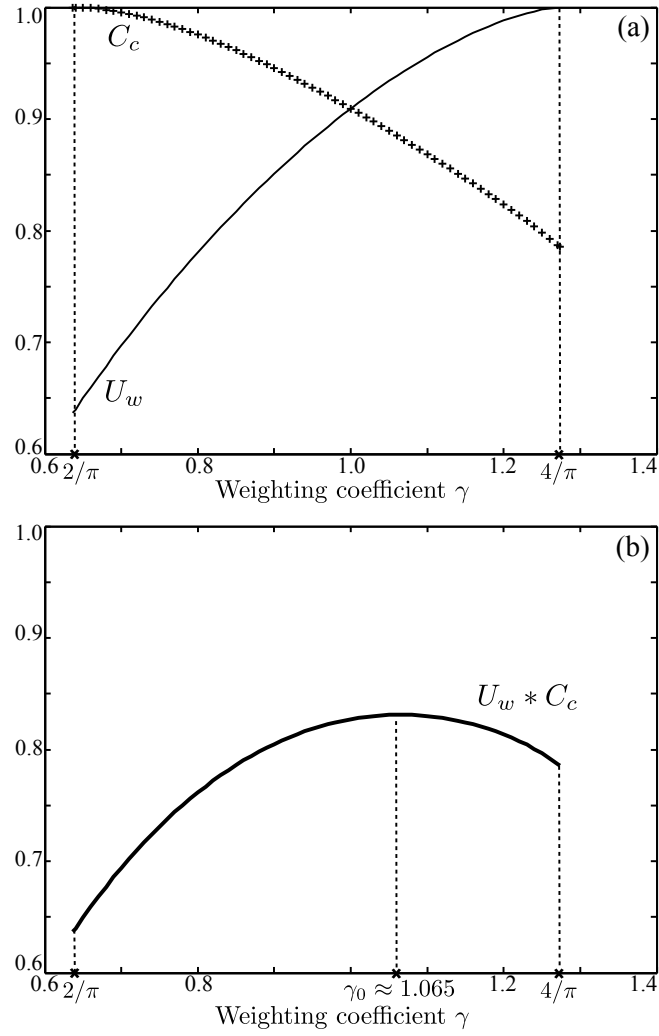 1.0
(a)
C_c
0.9
0.8
0.7
U_w
0.6
0.6 2/π 0.8 1.0 1.2 4/π 1.4
Weighting coefficient γ
1.0
(b)
0.9
U_w ∗ C_c
0.8
0.7
0.6
0.6 2/π 0.8 γ₀ ≈ 1.065 1.2 4/π 1.4
Weighting coefficient γ